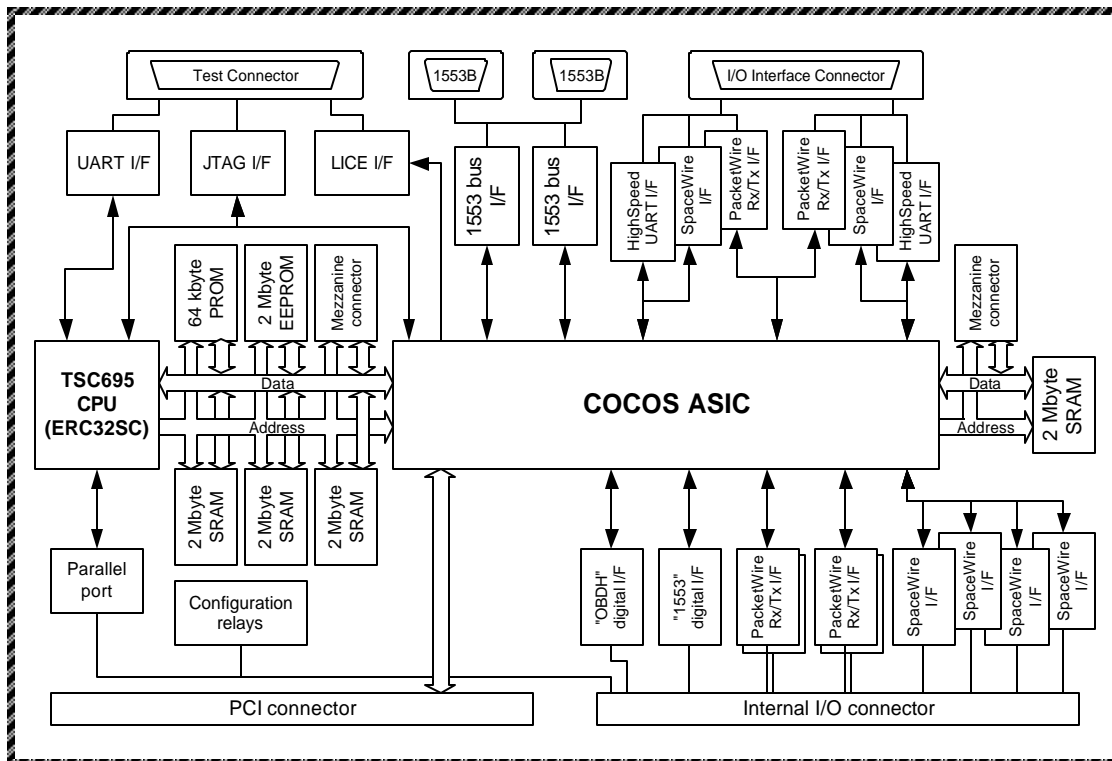 Test Connector
1553B
1553B
I/O Interface Connector
UART I/F
JTAG I/F
LICE I/F
1553 bus
I/F
1553 bus
I/F
HighSpeed
UART I/F
SpaceWire
I/F
PacketWire
Rx/Tx I/F
PacketWire
Rx/Tx I/F
SpaceWire
I/F
HighSpeed
UART I/F
64 kbyte
PROM
2 Mbyte
EEPROM
Mezzanine
connector
Mezzanine
connector
TSC695
CPU
(ERC32SC)
Data
Address
COCOS ASIC
Data
Address
2 Mbyte
SRAM
2 Mbyte
SRAM
2 Mbyte
SRAM
2 Mbyte
SRAM
Parallel
port
Configuration
relays
"OBDH"
digital I/F
"1553"
digital I/F
PacketWire
Rx/Tx I/F
PacketWire
Rx/Tx I/F
SpaceWire
I/F
SpaceWire
I/F
SpaceWire
I/F
SpaceWire
I/F
PCI connector
Internal I/O connector